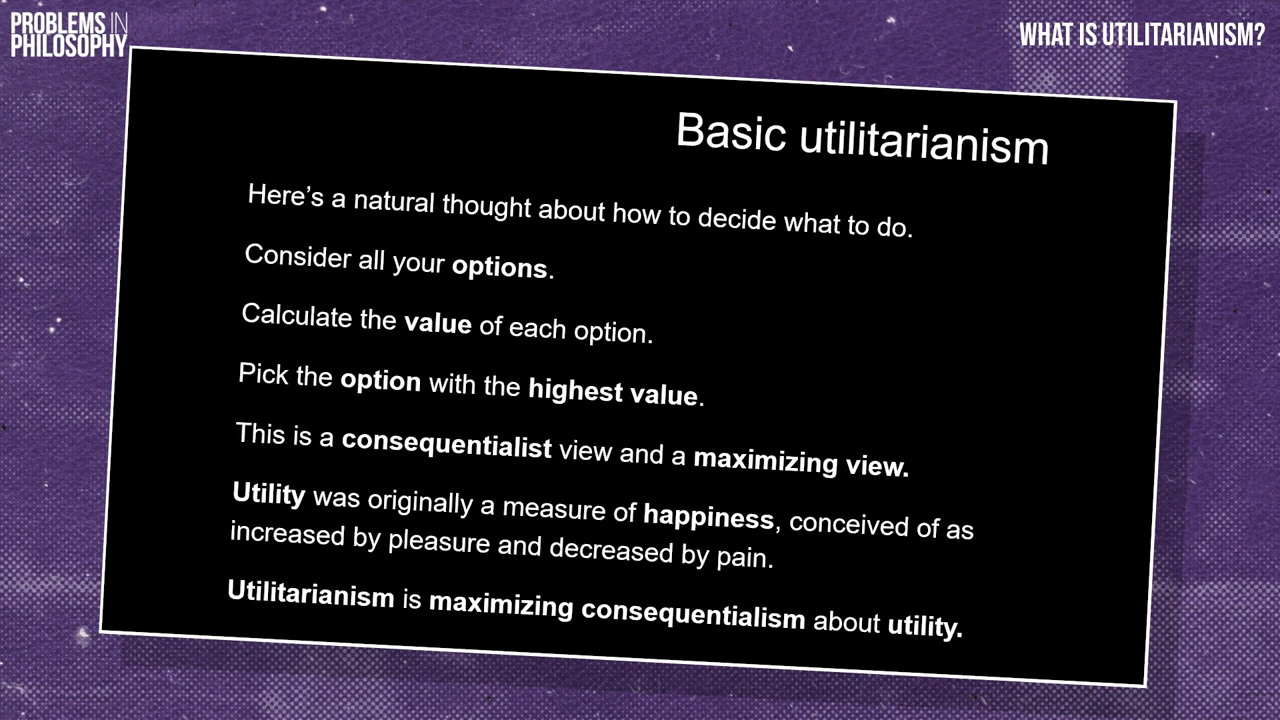 PROBLEMS IN
PHILOSOPHY
WHAT IS UTILITARIANISM?
Basic utilitarianism
Here’s a natural thought about how to decide what to do.
Consider all your options.
Calculate the value of each option.
Pick the option with the highest value.
This is a consequentialist view and a maximizing view.
Utility was originally a measure of happiness, conceived of as
increased by pleasure and decreased by pain.
Utilitarianism is maximizing consequentialism about utility.